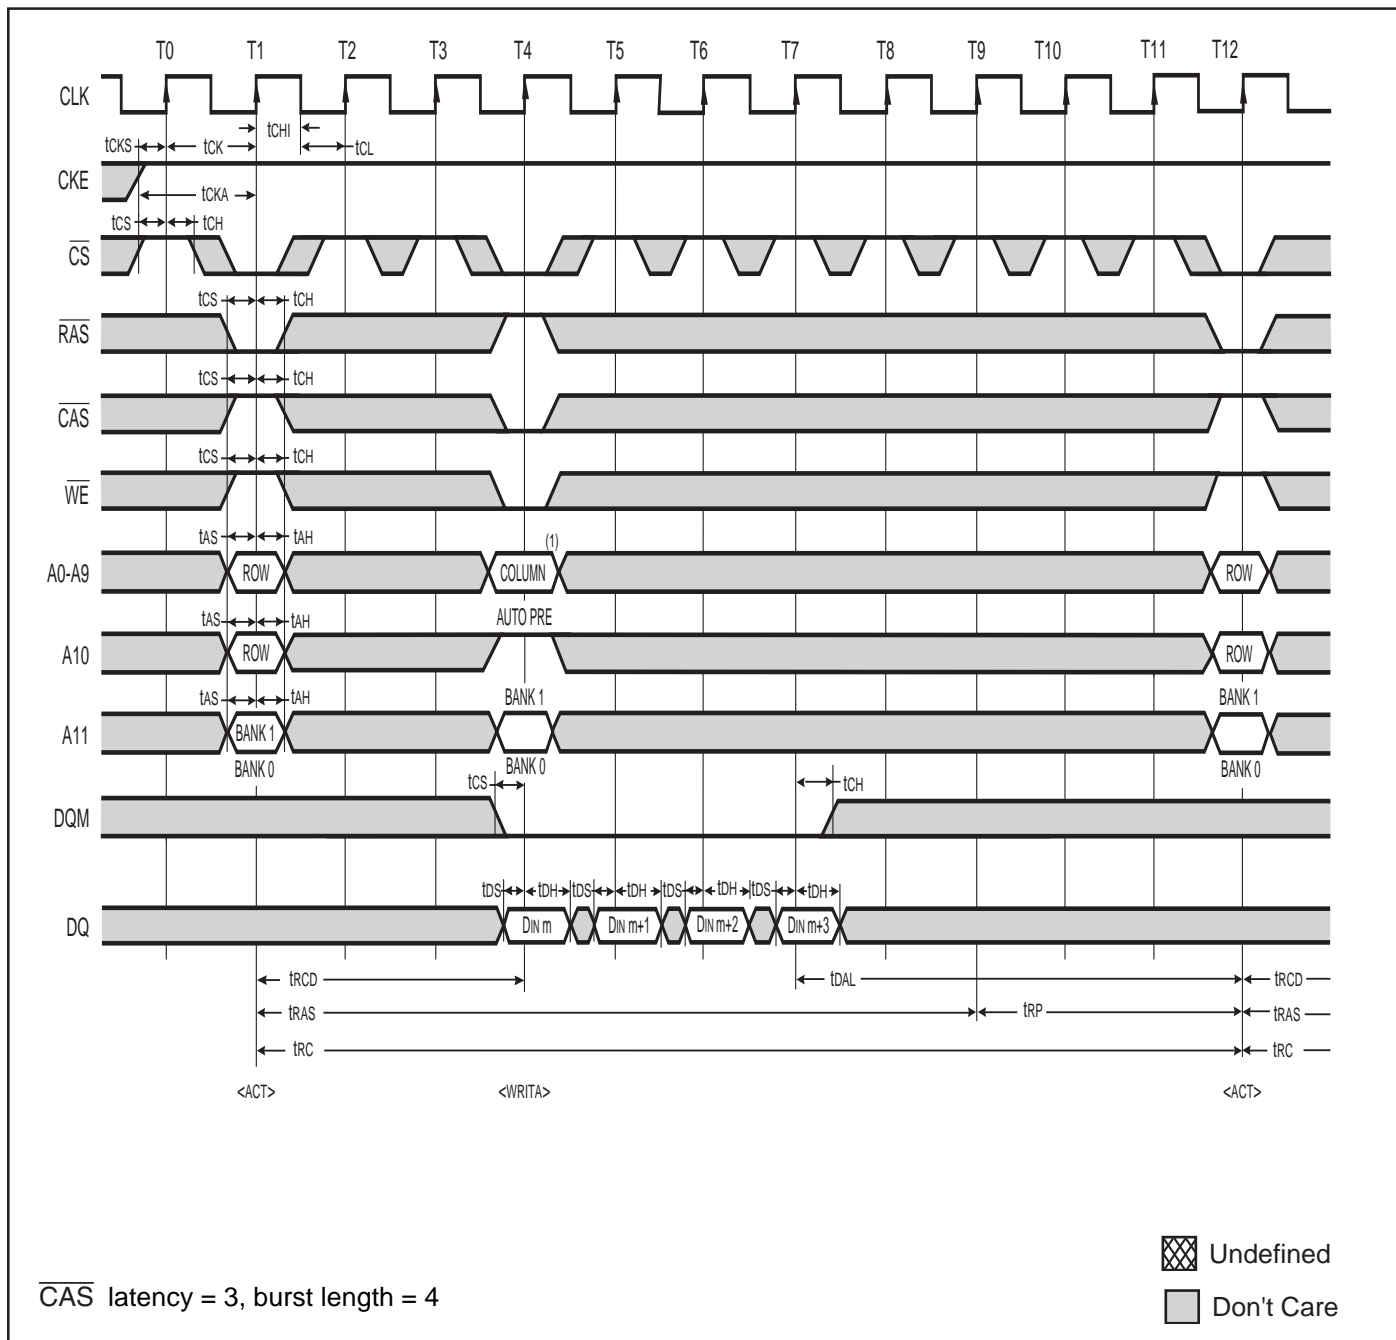 T0 T1 T2 T3 T4 T5 T6 T7 T8 T9 T10 T11 T12
CLK
tCHI
tCKS tCK tCL
CKE
tCKA
tCS tCH
CS
tCS tCH
RAS
tCS tCH
CAS
tCS tCH
WE
tAS tAH
(1)
A0-A9 ROW COLUMN ROW
tAS tAH AUTO PRE
A10 ROW ROW
tAS tAH BANK 1 BANK 1
A11 BANK 1
BANK 0 BANK 0 BANK 0
tCS tCH
DQM
tDS tDH tDS tDH tDS tDH tDS tDH
DQ DIN m DIN m+1 DIN m+2 DIN m+3
tRCD tDAL tRCD
tRAS tRP tRAS
tRC tRC
<ACT> <WRITA> <ACT>
Undefined
CAS latency = 3, burst length = 4
Don't Care